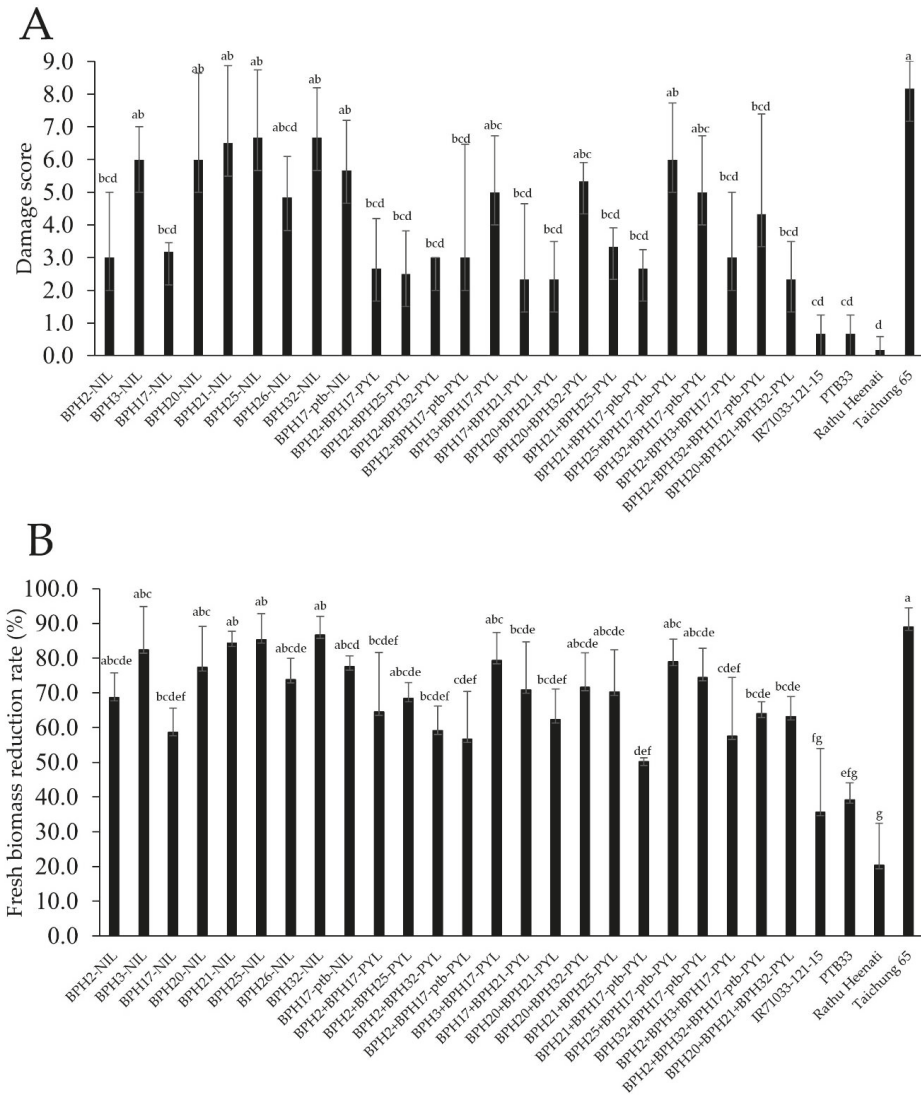 A
Damage score
9.0
8.0
7.0
6.0
5.0
4.0
3.0
2.0
1.0
0.0
bcd
ab
bcd
ab
ab
ab
abcd
ab
ab
bcd
bcd
bcd
bcd
abc
bcd
bcd
abc
bcd
bcd
ab
abc
bcd
bcd
bcd
cd
cd
d
a
BPH2-NIL
BPH3-NIL
BPH17-NIL
BPH20-NIL
BPH21-NIL
BPH25-NIL
BPH26-NIL
BPH32-NIL
BPH17-ptb-NIL
BPH2+BPH17-PYL
BPH2+BPH25-PYL
BPH2+BPH32-PYL
BPH2+BPH17-ptb-PYL
BPH3+BPH17-PYL
BPH17+BPH21-PYL
BPH20+BPH21-PYL
BPH20+BPH32-PYL
BPH21+BPH25-PYL
BPH21+BPH17-ptb-PYL
BPH25+BPH17-ptb-PYL
BPH32+BPH17-ptb-PYL
BPH2+BPH3+BPH17-PYL
BPH2+BPH32+BPH17-ptb-PYL
BPH20+BPH21+BPH32-PYL
IR71033-121-15
PTB33
Rathu Heenati
Taichung 65
B
Fresh biomass reduction rate (%)
100.0
90.0
80.0
70.0
60.0
50.0
40.0
30.0
20.0
10.0
0.0
abcde
abc
bcdef
abc
ab
ab
abcde
ab
abcd
bcdef
abcde
bcdef
cdef
abc
bcde
bcdef
abcde
abcde
def
abc
abcde
cdef
bcde
bcde
fg
efg
g
a
BPH2-NIL
BPH3-NIL
BPH17-NIL
BPH20-NIL
BPH21-NIL
BPH25-NIL
BPH26-NIL
BPH32-NIL
BPH17-ptb-NIL
BPH2+BPH17-PYL
BPH2+BPH25-PYL
BPH2+BPH32-PYL
BPH2+BPH17-ptb-PYL
BPH3+BPH17-PYL
BPH17+BPH21-PYL
BPH20+BPH21-PYL
BPH20+BPH32-PYL
BPH21+BPH25-PYL
BPH21+BPH17-ptb-PYL
BPH25+BPH17-ptb-PYL
BPH32+BPH17-ptb-PYL
BPH2+BPH3+BPH17-PYL
BPH2+BPH32+BPH17-ptb-PYL
BPH20+BPH21+BPH32-PYL
IR71033-121-15
PTB33
Rathu Heenati
Taichung 65